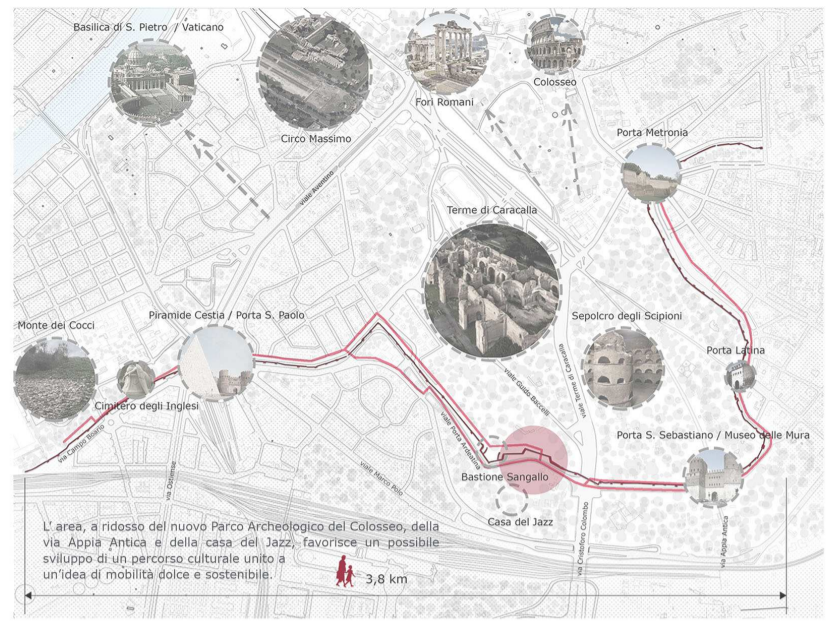 Basilica di S. Pietro / Vaticano
Circo Massimo
Fori Romani
Colosseo
Porta Metronia
viale Aventino
Terme di Caracalla
Monte dei Cocci
Piramide Cestia / Porta S. Paolo
Sepolcro degli Scipioni
Porta Latina
viale Guido Baccelli
viale Terme di Caracalla
Cimitero degli Inglesi
via Campo Boario
viale Porta Ardeatina
Porta S. Sebastiano / Museo delle Mura
via Ostiense
viale Marco Polo
Bastione Sangallo
Casa del Jazz
via Cristoforo Colombo
via Appia Antica
L' area, a ridosso del nuovo Parco Archeologico del Colosseo, della
via Appia Antica e della casa del Jazz, favorisce un possibile
sviluppo di un percorso culturale unito a
un'idea di mobilità dolce e sostenibile.
3,8 km